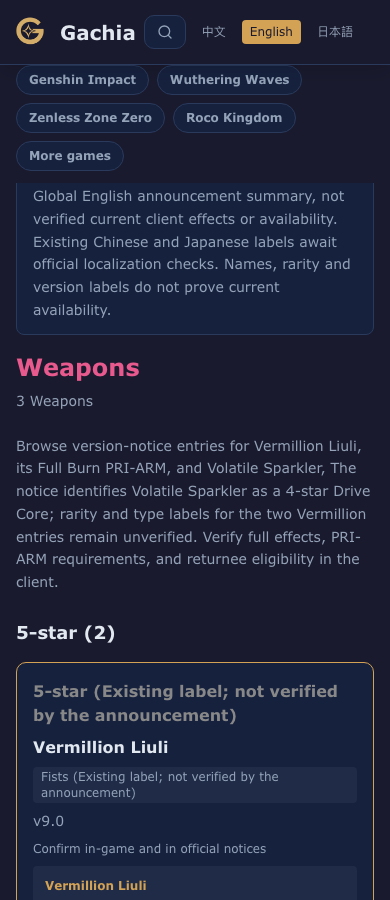 Gachia
中文
English
日本語
Genshin Impact
Wuthering Waves
Zenless Zone Zero
Roco Kingdom
More games
Global English announcement summary, not
verified current client effects or availability.
Existing Chinese and Japanese labels await
official localization checks. Names, rarity and
version labels do not prove current
availability.
Weapons
3 Weapons
Browse version-notice entries for Vermillion Liuli,
its Full Burn PRI-ARM, and Volatile Sparkler, The
notice identifies Volatile Sparkler as a 4-star Drive
Core; rarity and type labels for the two Vermillion
entries remain unverified. Verify full effects, PRI-
ARM requirements, and returnee eligibility in the
client.
5-star (2)
5-star (Existing label; not verified
by the announcement)
Vermillion Liuli
Fists (Existing label; not verified by the
announcement)
v9.0
Confirm in-game and in official notices
Vermillion Liuli